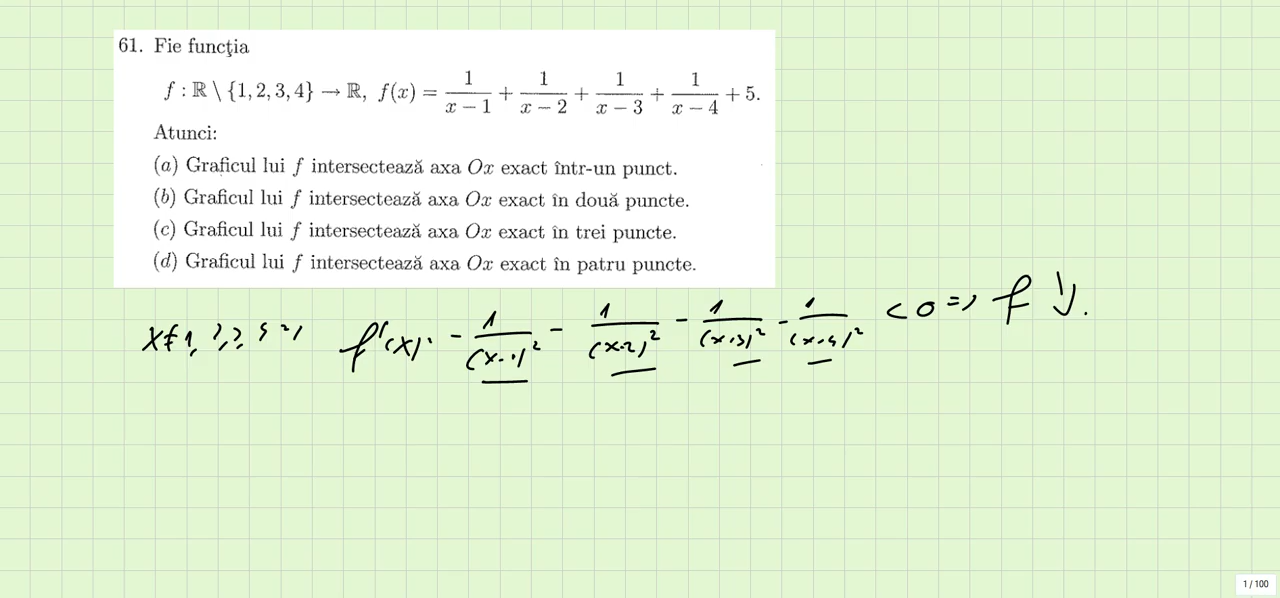 61. Fie funcţia
f : ℝ \ {1, 2, 3, 4} → ℝ, f(x) = 1/(x − 1) + 1/(x − 2) + 1/(x − 3) + 1/(x − 4) + 5.
Atunci:
(a) Graficul lui f intersectează axa Ox exact într-un punct.
(b) Graficul lui f intersectează axa Ox exact în două puncte.
(c) Graficul lui f intersectează axa Ox exact în trei puncte.
(d) Graficul lui f intersectează axa Ox exact în patru puncte.
f'(x) = − 1/(x−1)² − 1/(x−2)² − 1/(x−3)² − 1/(x−4)² < 0 => f ↘.
1 / 100